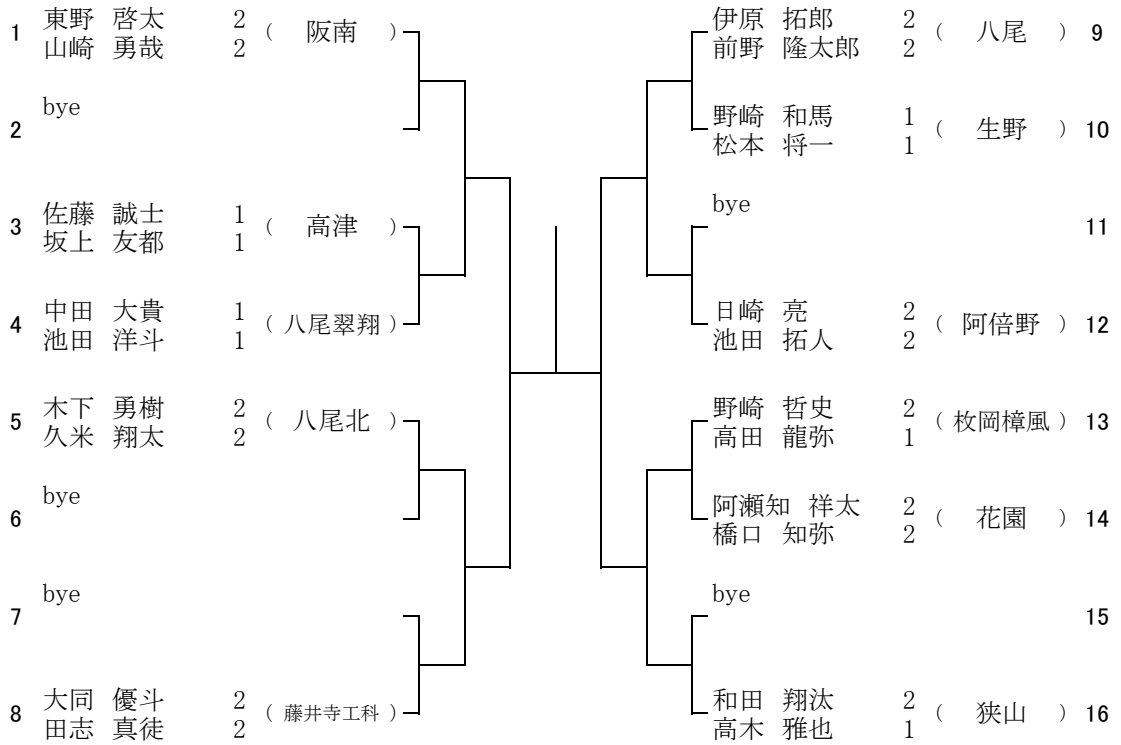 1 東野 啓太 2 ( 阪南 )
山崎 勇哉 2
bye
2
3 佐藤 誠士 1 ( 高津 )
坂上 友都 1
4 中田 大貴 1 ( 八尾翠翔 )
池田 洋斗 1
5 木下 勇樹 2 ( 八尾北 )
久米 翔太 2
bye
6
bye
7
8 大同 優斗 2 ( 藤井寺工科 )
田志 真徒 2
伊原 拓郎 2 ( 八尾 ) 9
前野 隆太郎 2
野崎 和馬 1 ( 生野 ) 10
松本 将一 1
bye
11
日崎 亮 2 ( 阿倍野 ) 12
池田 拓人 2
野崎 哲史 2 ( 枚岡樟風 ) 13
高田 龍弥 1
阿瀬知 祥太 2 ( 花園 ) 14
橋口 知弥 2
bye
15
和田 翔汰 2 ( 狭山 ) 16
高木 雅也 1